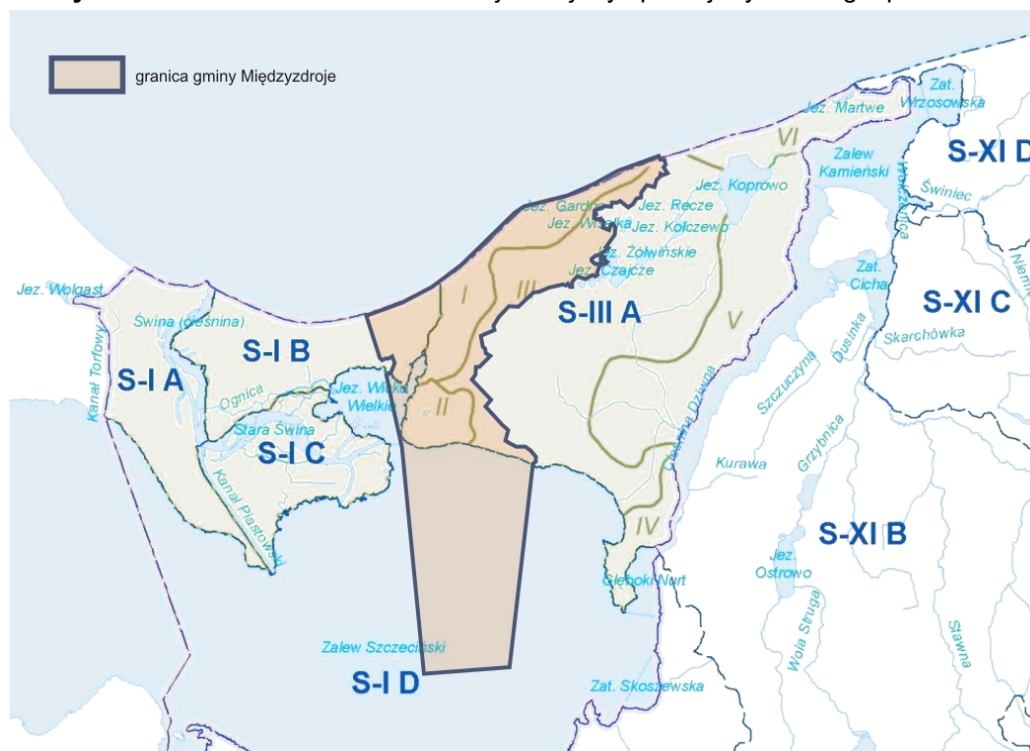 granica gminy Międzyzdroje
Zat.
Wrzosowska
Jez. Martwe
VI
S-XI D
Zalew
Kamieński
Świniec
Wołczenica
Jez. Koprowo
Jez. Gardno
Jez. Recze
Jez. Wisełka
Jez. Kołczewo
Jez. Żółwińskie
Jez. Czajcze
Zat.
Cicha
Jez. Wolgast
I
III
S-III A
V
S-XI C
Świna (cieśnina)
S-I B
Skarchówka
Dusinka
Szczuczyna
Kanał Torfowy
S-I A
Ognica
Jez. Wicko
Wielkie
II
Cieśnina Dziwna
Stara Świna
S-I C
Grzybnica
Kurawa
Kanał Piastowski
IV
S-XI B
Jez.
Ostrowo
Głęboki Nurt
Wola Struga
Stawna
Zalew Szczeciński
S-I D
Zat. Skoszewska